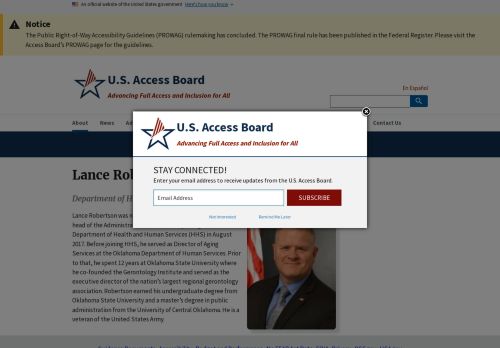 An official website of the United States government Here's how you know
Notice
The Public Right-of-Way Accessibility Guidelines (PROWAG) rulemaking has concluded. The PROWAG final rule has been published in the Federal Register. Please visit the
Access Board's PROWAG page for the guidelines.
U.S. Access Board
Advancing Full Access and Inclusion for All
En Español
About News
Contact Us
U.S. Access Board
Advancing Full Access and Inclusion for All
STAY CONNECTED!
Enter your email address to receive updates from the U.S. Access Board.
Email Address
SUBSCRIBE
Not Interested
Remind Me Later
Lance
Department of
Lance Robertson was
head of the Administra
Department of Health and Human Services (HHS) in August
2017. Before joining HHS, he served as Director of Aging
Services at the Oklahoma Department of Human Services. Prior
to that, he spent 12 years at Oklahoma State University where
he co-founded the Gerontology Institute and served as the
executive director of the nation's largest regional gerontology
association. Robertson earned his undergraduate degree from
Oklahoma State University and a master's degree in public
administration from the University of Central Oklahoma. He is a
veteran of the United States Army.